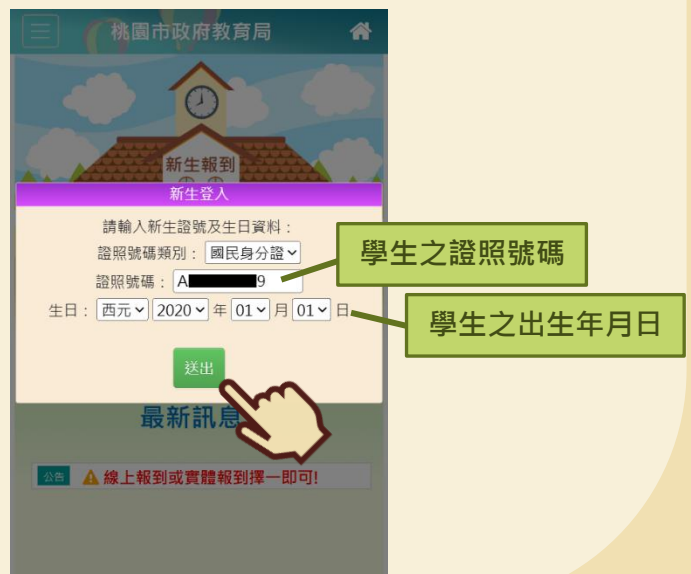 桃園市政府教育局
新生報到
新生登入
請輸入新生證號及生日資料：
證照號碼類別： 國民身分證
證照號碼： A 9
學生之證照號碼
生日： 西元 2020 年 01 月 01 日
學生之出生年月日
送出
最新訊息
公告 線上報到或實體報到擇一即可!